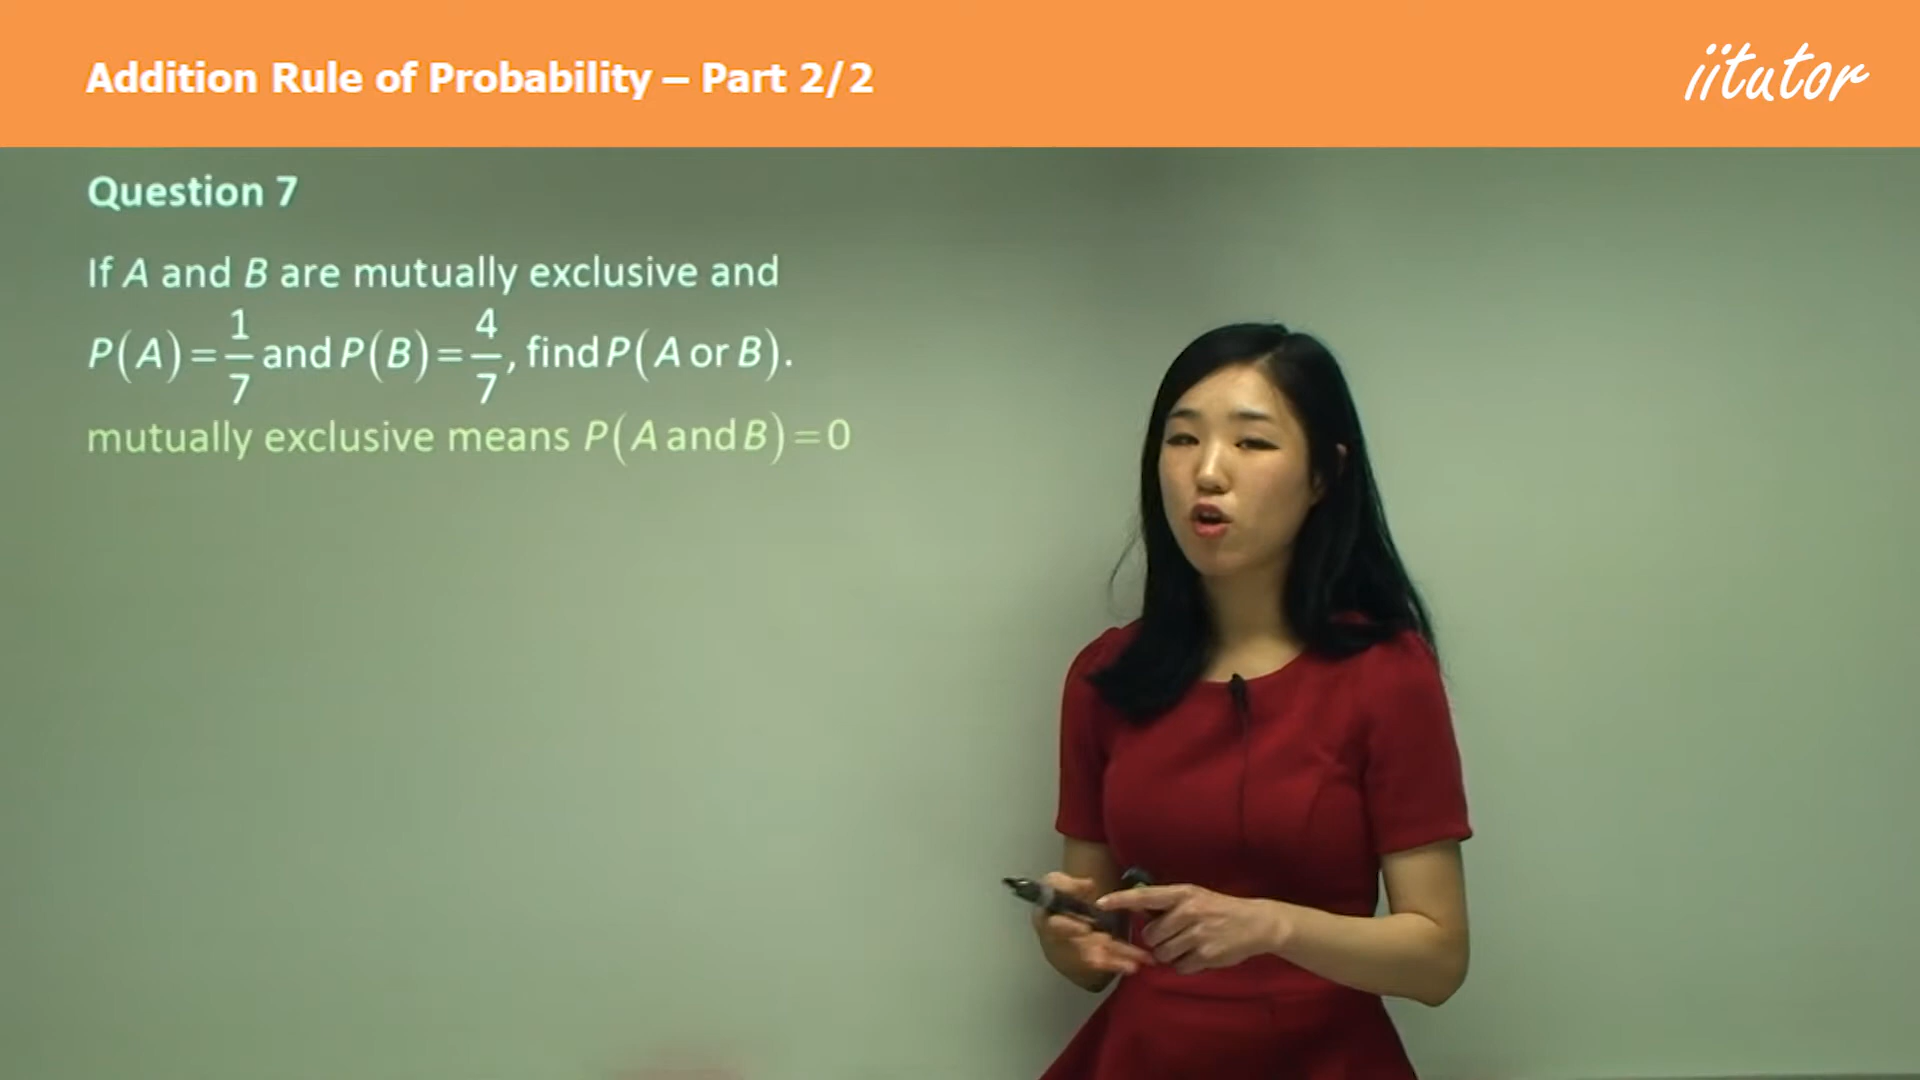 Addition Rule of Probability – Part 2/2
iitutor
Question 7
If A and B are mutually exclusive and
P(A)=1/7 and P(B)=4/7, find P(A or B).
mutually exclusive means P(A and B)=0